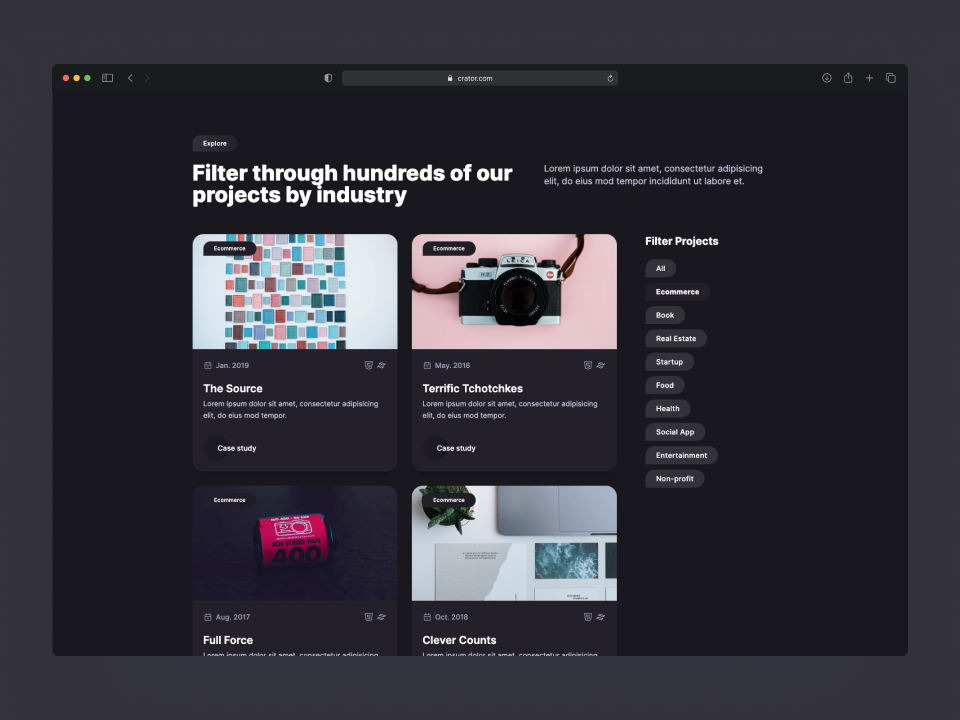 crator.com
Explore
Filter through hundreds of our
projects by industry
Lorem ipsum dolor sit amet, consectetur adipisicing
elit, do eius mod tempor incididunt ut labore et.
Ecommerce
Jan. 2019
The Source
Lorem ipsum dolor sit amet, consectetur adipisicing
elit, do eius mod tempor.
Case study
Ecommerce
LEICA
May. 2016
Terrific Tchotchkes
Lorem ipsum dolor sit amet, consectetur adipisicing
elit, do eius mod tempor.
Case study
Filter Projects
All
Ecommerce
Book
Real Estate
Startup
Food
Health
Social App
Entertainment
Non-profit
Ecommerce
JCH STREET PAN
400
Aug. 2017
Full Force
Lorem ipsum dolor sit amet, consectetur adipisicing
Ecommerce
Oct. 2018
Clever Counts
Lorem ipsum dolor sit amet, consectetur adipisicing